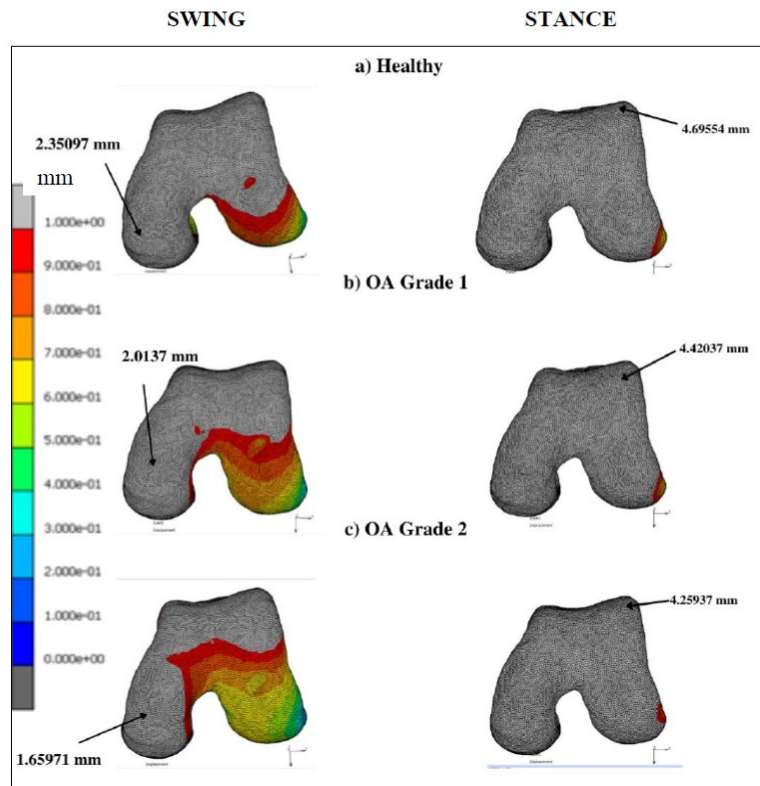 SWING STANCE
a) Healthy
2.35097 mm
4.69554 mm
mm
1.000e+00
9.000e-01
8.000e-01
7.000e-01
6.000e-01
5.000e-01
4.000e-01
3.000e-01
2.000e-01
1.000e-01
0.000e+00
b) OA Grade 1
2.0137 mm
4.42037 mm
c) OA Grade 2
4.25937 mm
1.65971 mm
Displacement
Displacement
Displacement